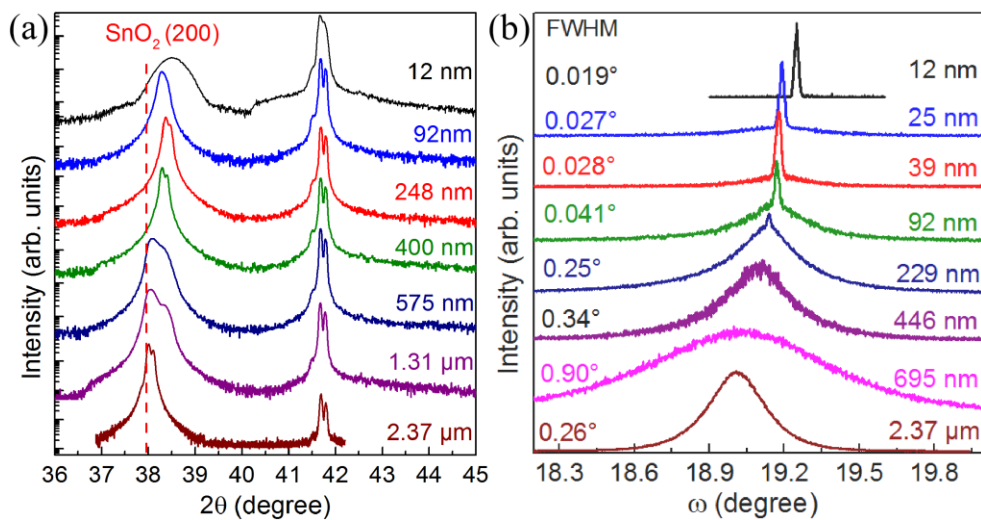 (a)
SnO₂ (200)
12 nm
92nm
248 nm
400 nm
575 nm
1.31 µm
2.37 µm
Intensity (arb. units)
36 37 38 39 40 41 42 43 44 45
2θ (degree)
(b)
FWHM
0.019° 12 nm
0.027° 25 nm
0.028° 39 nm
0.041° 92 nm
0.25° 229 nm
0.34° 446 nm
0.90° 695 nm
0.26° 2.37 µm
Intensity (arb. units)
18.3 18.6 18.9 19.2 19.5 19.8
ω (degree)